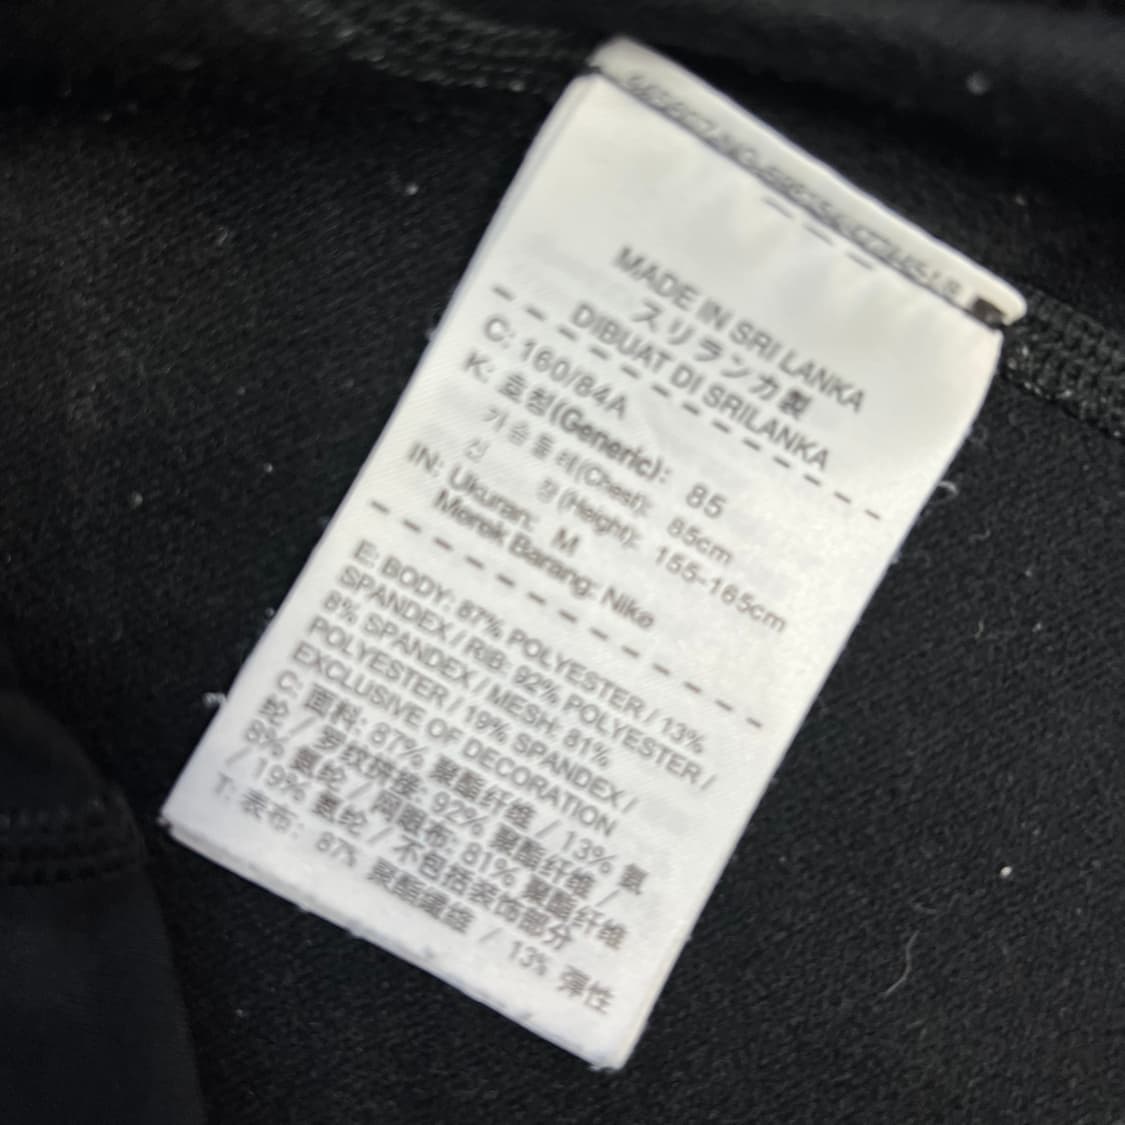 MADE IN SRI LANKA
スリランカ製
DIBUAT DI SRILANKA
C: 160/84A
K: 호칭(Generic): 85
가슴둘레(Chest): 85cm
신 장(Height): 155-165cm
IN: Ukuran: M
Merek Barang: Nike
E: BODY: 87% POLYESTER / 13%
SPANDEX / RIB: 92% POLYESTER /
8% SPANDEX / MESH: 81%
POLYESTER / 19% SPANDEX /
EXCLUSIVE OF DECORATION
C: 面料: 87% 聚酯纤维 / 13% 氨
纶 / 罗纹拼接: 92% 聚酯纤维 /
8% 氨纶 / 网眼布: 81% 聚酯纤维
/ 19% 氨纶 / 不包括装饰部分
T: 表布: 87% 聚酯纖維 / 13% 彈性